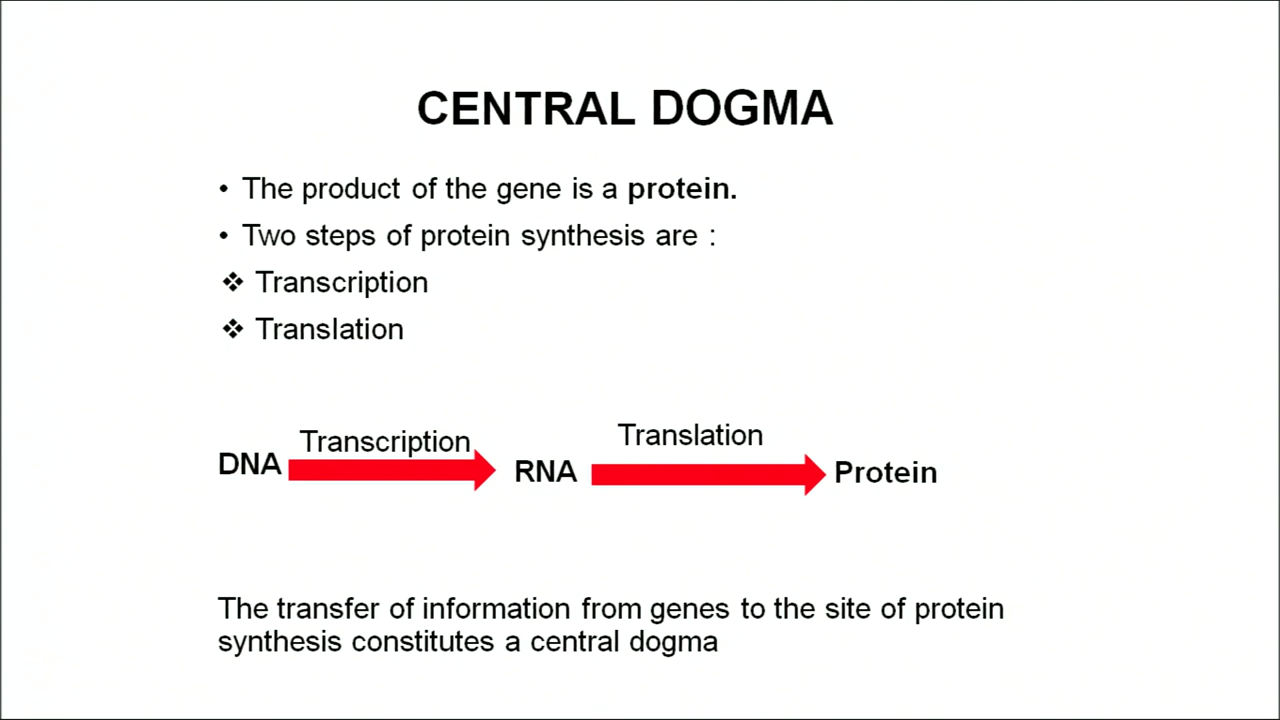 CENTRAL DOGMA
• The product of the gene is a protein.
• Two steps of protein synthesis are :
❖ Transcription
❖ Translation
Transcription
Translation
DNA
RNA
Protein
The transfer of information from genes to the site of protein
synthesis constitutes a central dogma